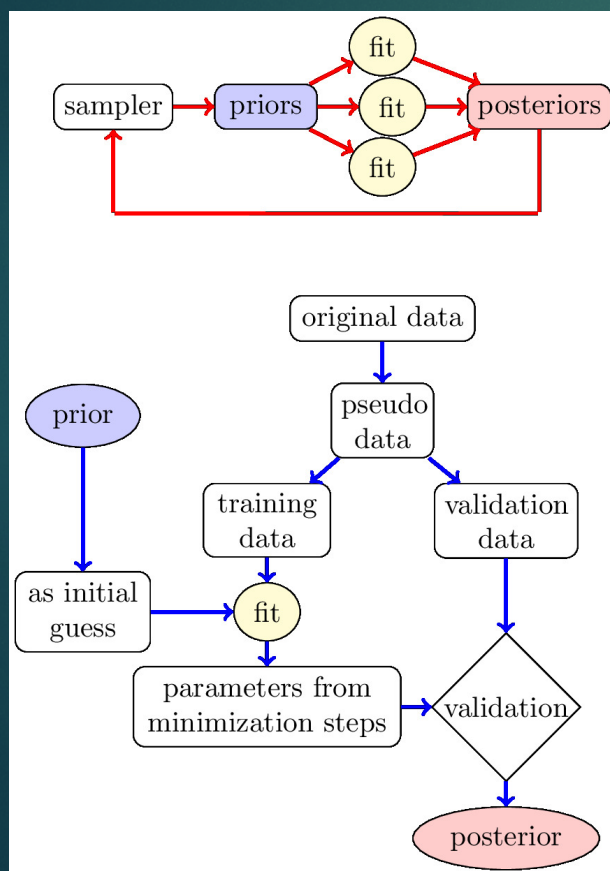 fit
sampler
priors
fit
posteriors
fit
original data
prior
pseudo
data
training
data
validation
data
as initial
guess
fit
parameters from
minimization steps
validation
posterior